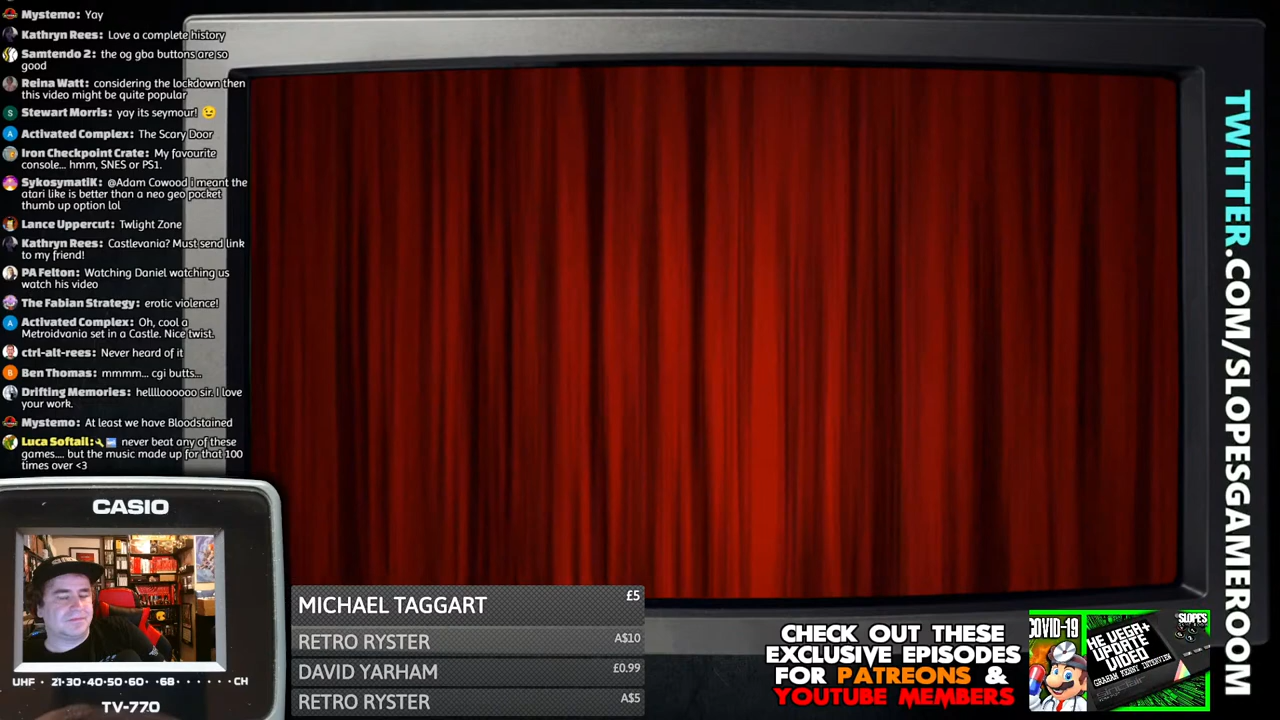 Mystemo: Yay
Kathryn Rees: Love a complete history
Samtendo 2: the og gba buttons are so
good
Reina Watt: considering the lockdown then
this video might be quite popular
Stewart Morris: yay its seymour! 😉
Activated Complex: The Scary Door
Iron Checkpoint Crate: My favourite
console... hmm, SNES or PS1.
SykosymatiK: @Adam Cowood i meant the
atari like is better than a neo geo pocket
thumb up option lol
Lance Uppercut: Twlight Zone
Kathryn Rees: Castlevania? Must send link
to my friend!
PA Felton: Watching Daniel watching us
watch his video
The Fabian Strategy: erotic violence!
Activated Complex: Oh, cool a
Metroidvania set in a Castle. Nice twist.
ctrl-alt-rees: Never heard of it
Ben Thomas: mmmm... cgi butts...
Drifting Memories: helllloooooo sir. I love
your work.
Mystemo: At least we have Bloodstained
Luca Softail: never beat any of these
games.... but the music made up for that 100
times over <3
CASIO
UHF · 21·30·40·50·60· ·68· · · · CH
TV-770
MICHAEL TAGGART £5
RETRO RYSTER A$10
DAVID YARHAM £0.99
RETRO RYSTER A$5
CHECK OUT THESE
EXCLUSIVE EPISODES
FOR PATREONS &
YOUTUBE MEMBERS
COVID-19
HE VEGA+
UPDATE
VIDEO
GRAHAM KENNY INTERVIEW
SLOPES
TWITTER.COM/SLOPESGAMEROOM